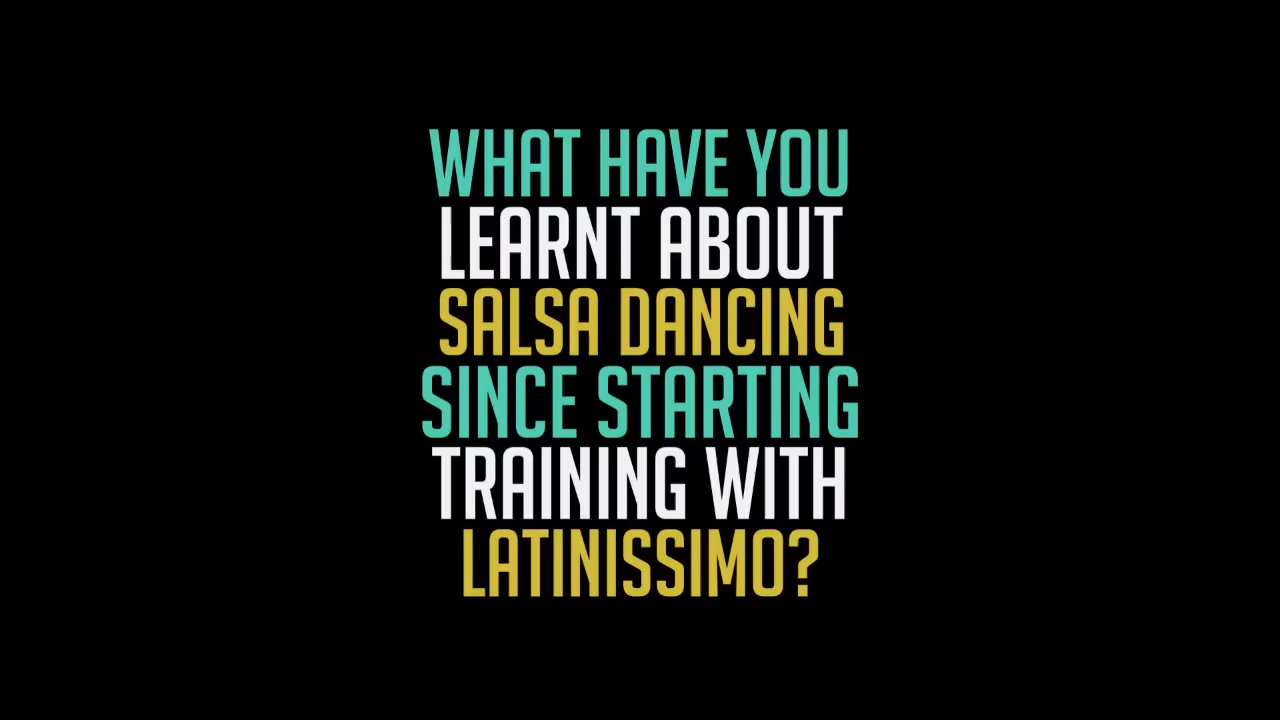 WHAT HAVE YOU
LEARNT ABOUT
SALSA DANCING
SINCE STARTING
TRAINING WITH
LATINISSIMO?